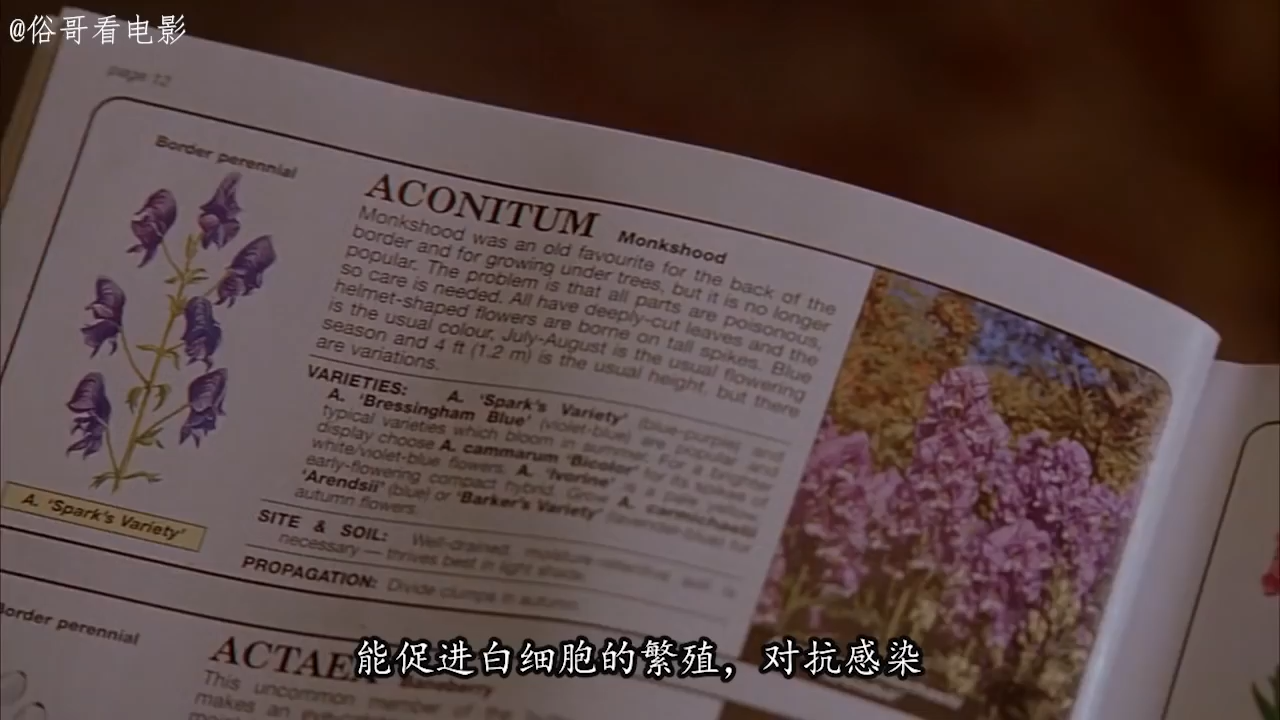 @俗哥看电影
page 12
Border perennial
ACONITUM Monkshood
Monkshood was an old favourite for the back of the
border and for growing under trees, but it is no longer
popular. The problem is that all parts are poisonous,
so care is needed. All have deeply-cut leaves and the
helmet-shaped flowers are borne on tall spikes. Blue
is the usual colour, July-August is the usual flowering
season and 4 ft (1.2 m) is the usual height, but there
are variations.
VARIETIES: A. 'Spark's Variety' (blue-purple) and
A. 'Bressingham Blue' (violet-blue) are popular and
typical varieties which bloom in summer. For a brighter
display choose A. cammarum 'Bicolor' for its spikes of
white/violet-blue flowers. A. 'Ivorine' is a pale yellow
early-flowering compact hybrid. Grow A. carmichaelii
'Arendsii' (blue) or 'Barker's Variety' (lavender-blue) for
autumn flowers.
A. 'Spark's Variety'
SITE & SOIL: Well-drained, moisture-retentive soil is
necessary — thrives best in light shade.
PROPAGATION: Divide clumps in autumn.
Border perennial
ACTAE
This uncommon member of the
makes an
能促进白细胞的繁殖，对抗感染